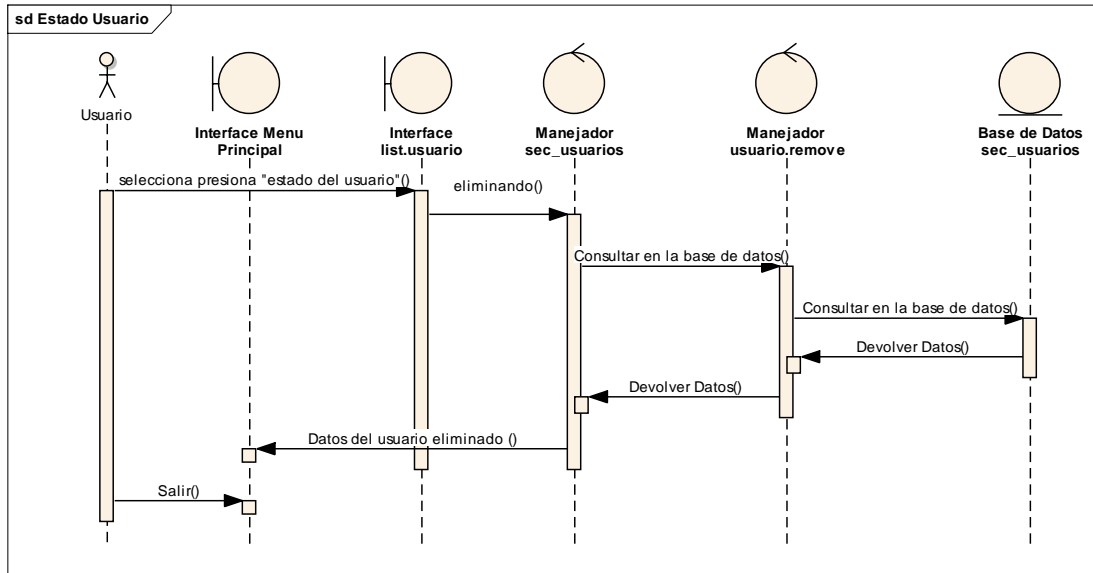 sd Estado Usuario
Usuario
Interface Menu
Principal
Interface
list.usuario
Manejador
sec_usuarios
Manejador
usuario.remove
Base de Datos
sec_usuarios
selecciona presiona "estado del usuario"()
eliminando()
Consultar en la base de datos()
Consultar en la base de datos()
Devolver Datos()
Devolver Datos()
Datos del usuario eliminado ()
Salir()